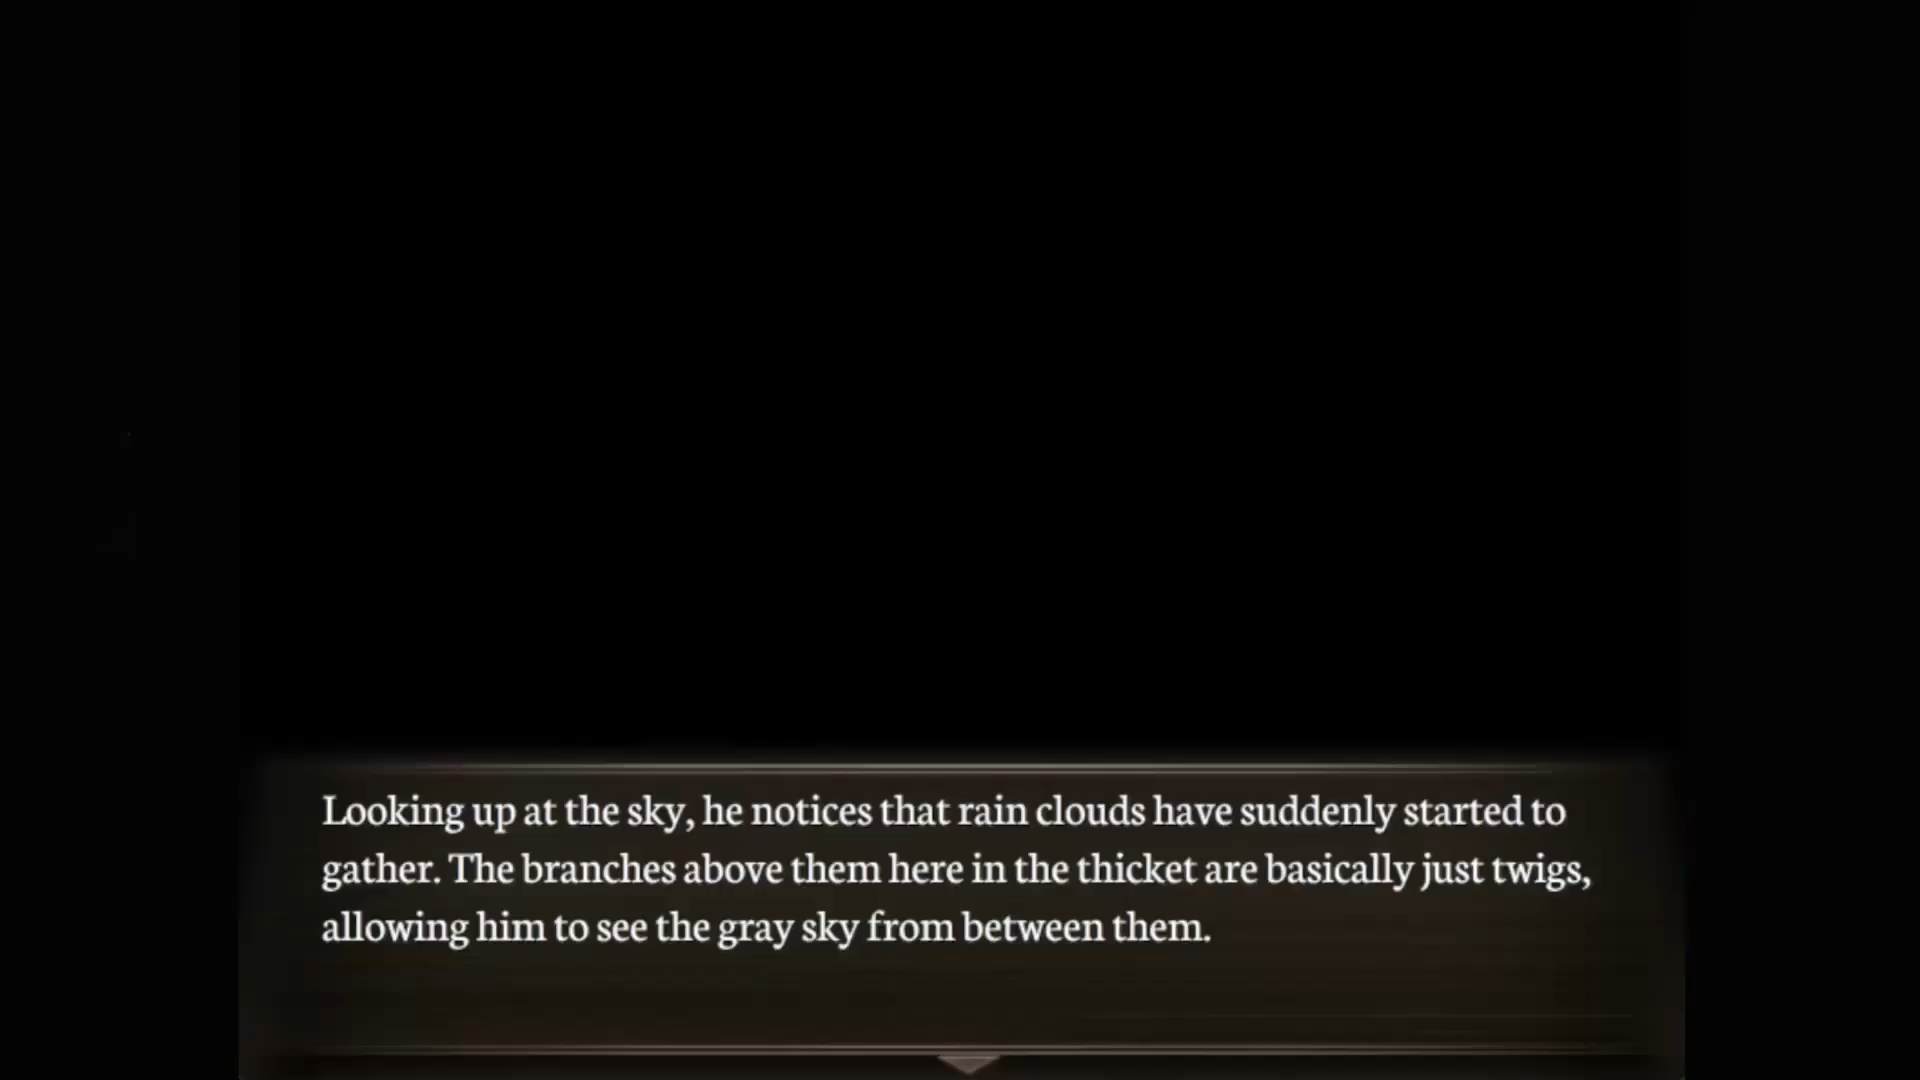 Looking up at the sky, he notices that rain clouds have suddenly started to
gather. The branches above them here in the thicket are basically just twigs,
allowing him to see the gray sky from between them.